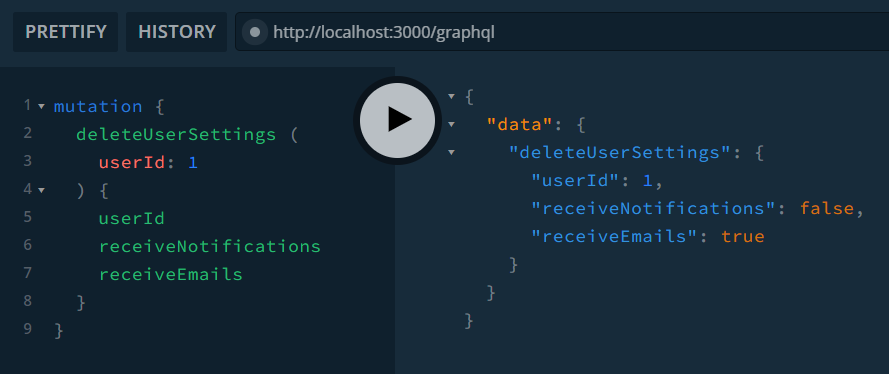 PRETTIFY HISTORY http://localhost:3000/graphql
1 mutation {
2 deleteUserSettings (
3 userId: 1
4 ) {
5 userId
6 receiveNotifications
7 receiveEmails
8 }
9 }
{
"data": {
"deleteUserSettings": {
"userId": 1,
"receiveNotifications": false,
"receiveEmails": true
}
}
}